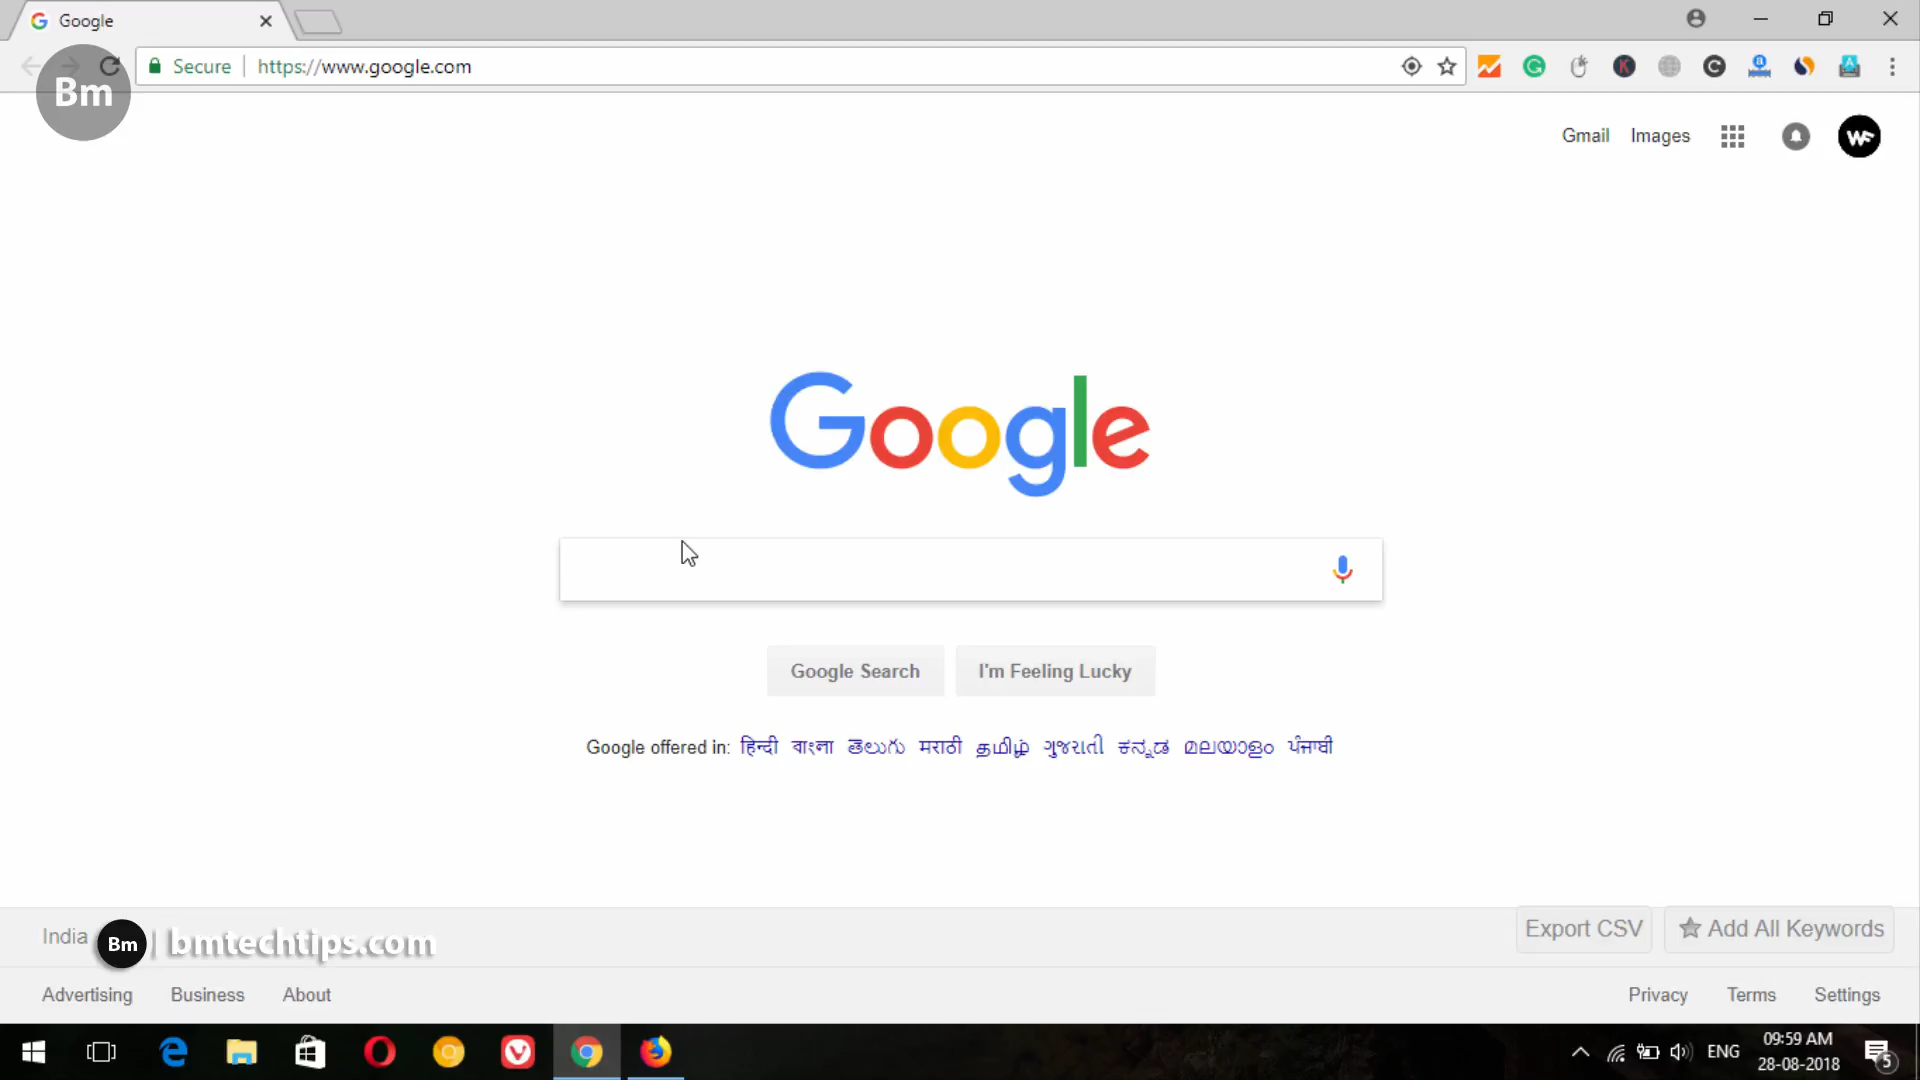 Google
Secure https://www.google.com
Bm
Gmail Images
WF
Google
Google Search I'm Feeling Lucky
Google offered in: हिन्दी বাংলা తెలుగు मराठी தமிழ் ગુજરાતી ಕನ್ನಡ മലയാളം ਪੰਜਾਬੀ
India Bm | bmtechtips.com Export CSV Add All Keywords
Advertising Business About Privacy Terms Settings
ENG 09:59 AM
28-08-2018 5